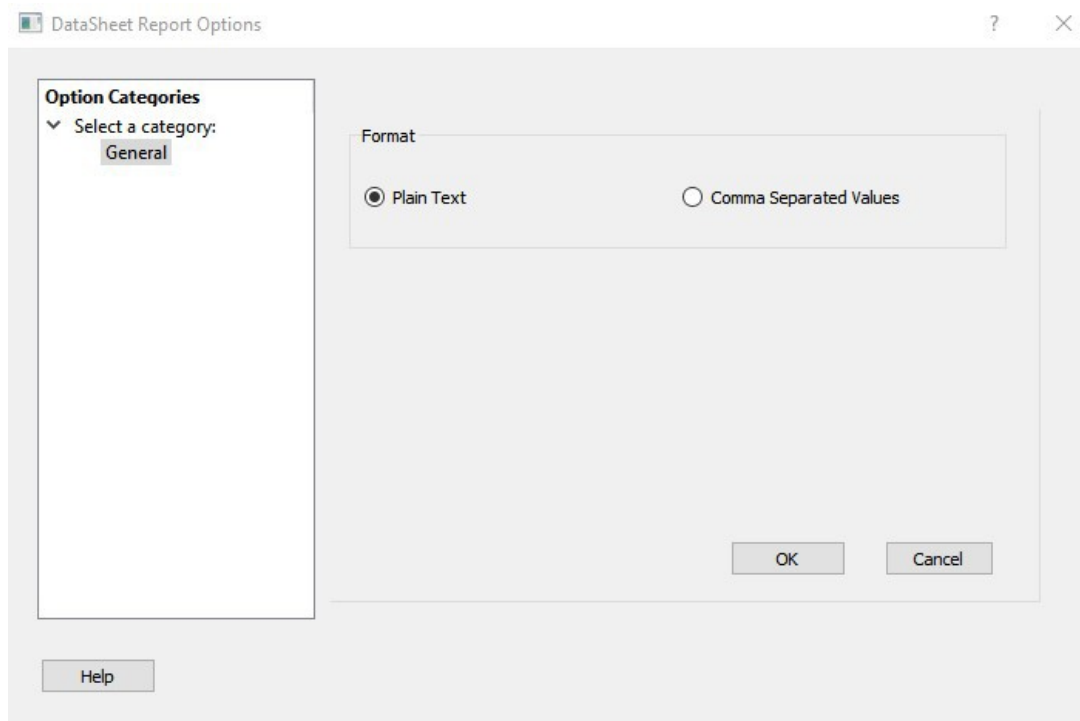 DataSheet Report Options
?
Option Categories
Select a category:
General
Format
Plain Text
Comma Separated Values
OK
Cancel
Help